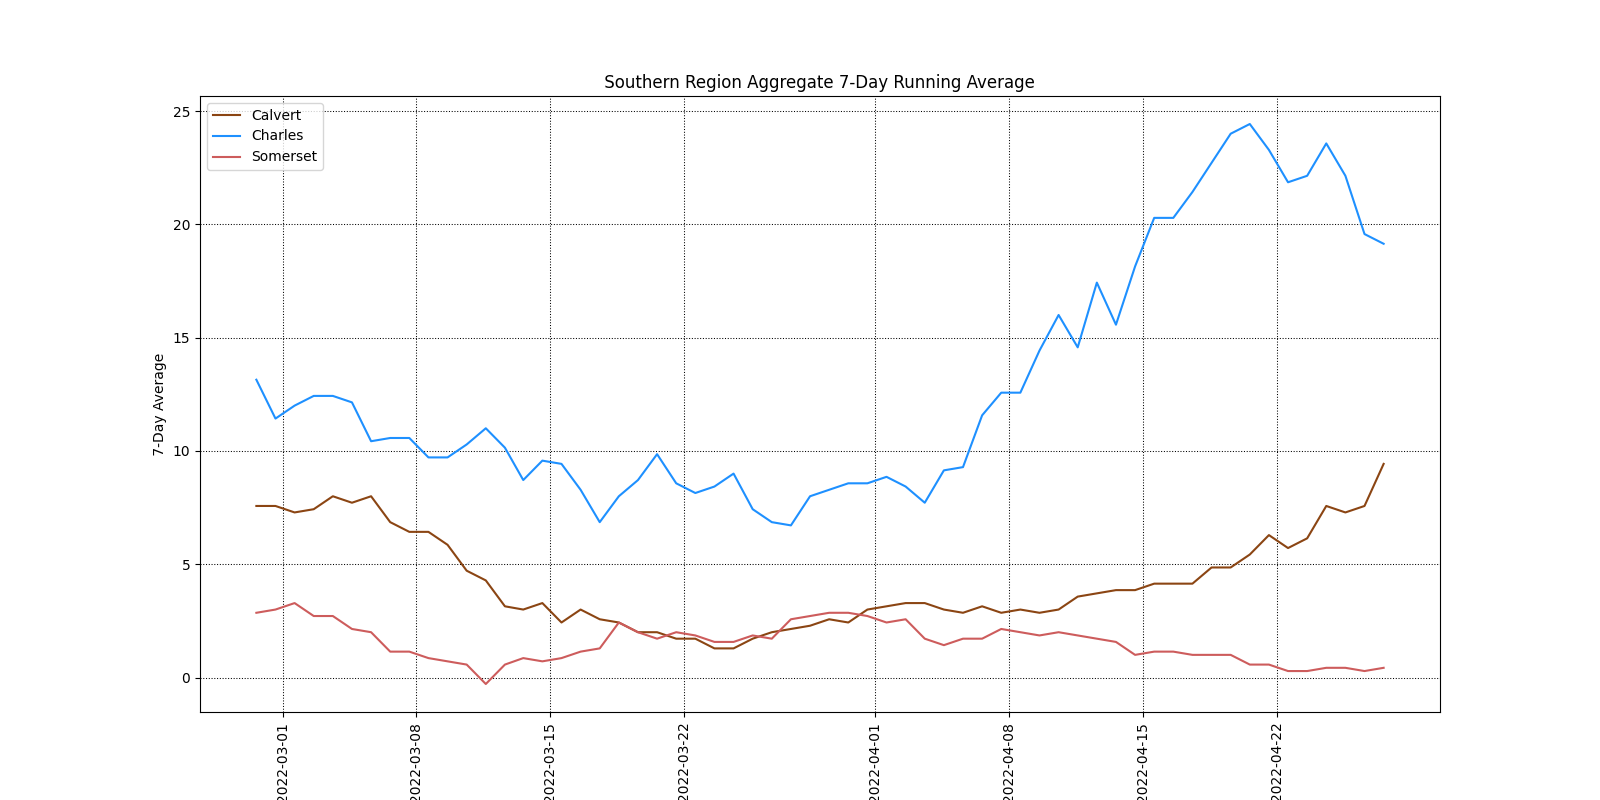 Southern Region Aggregate 7-Day Running Average
Calvert
Charles
Somerset
7-Day Average
25
20
15
10
5
0
2022-03-01
2022-03-08
2022-03-15
2022-03-22
2022-04-01
2022-04-08
2022-04-15
2022-04-22